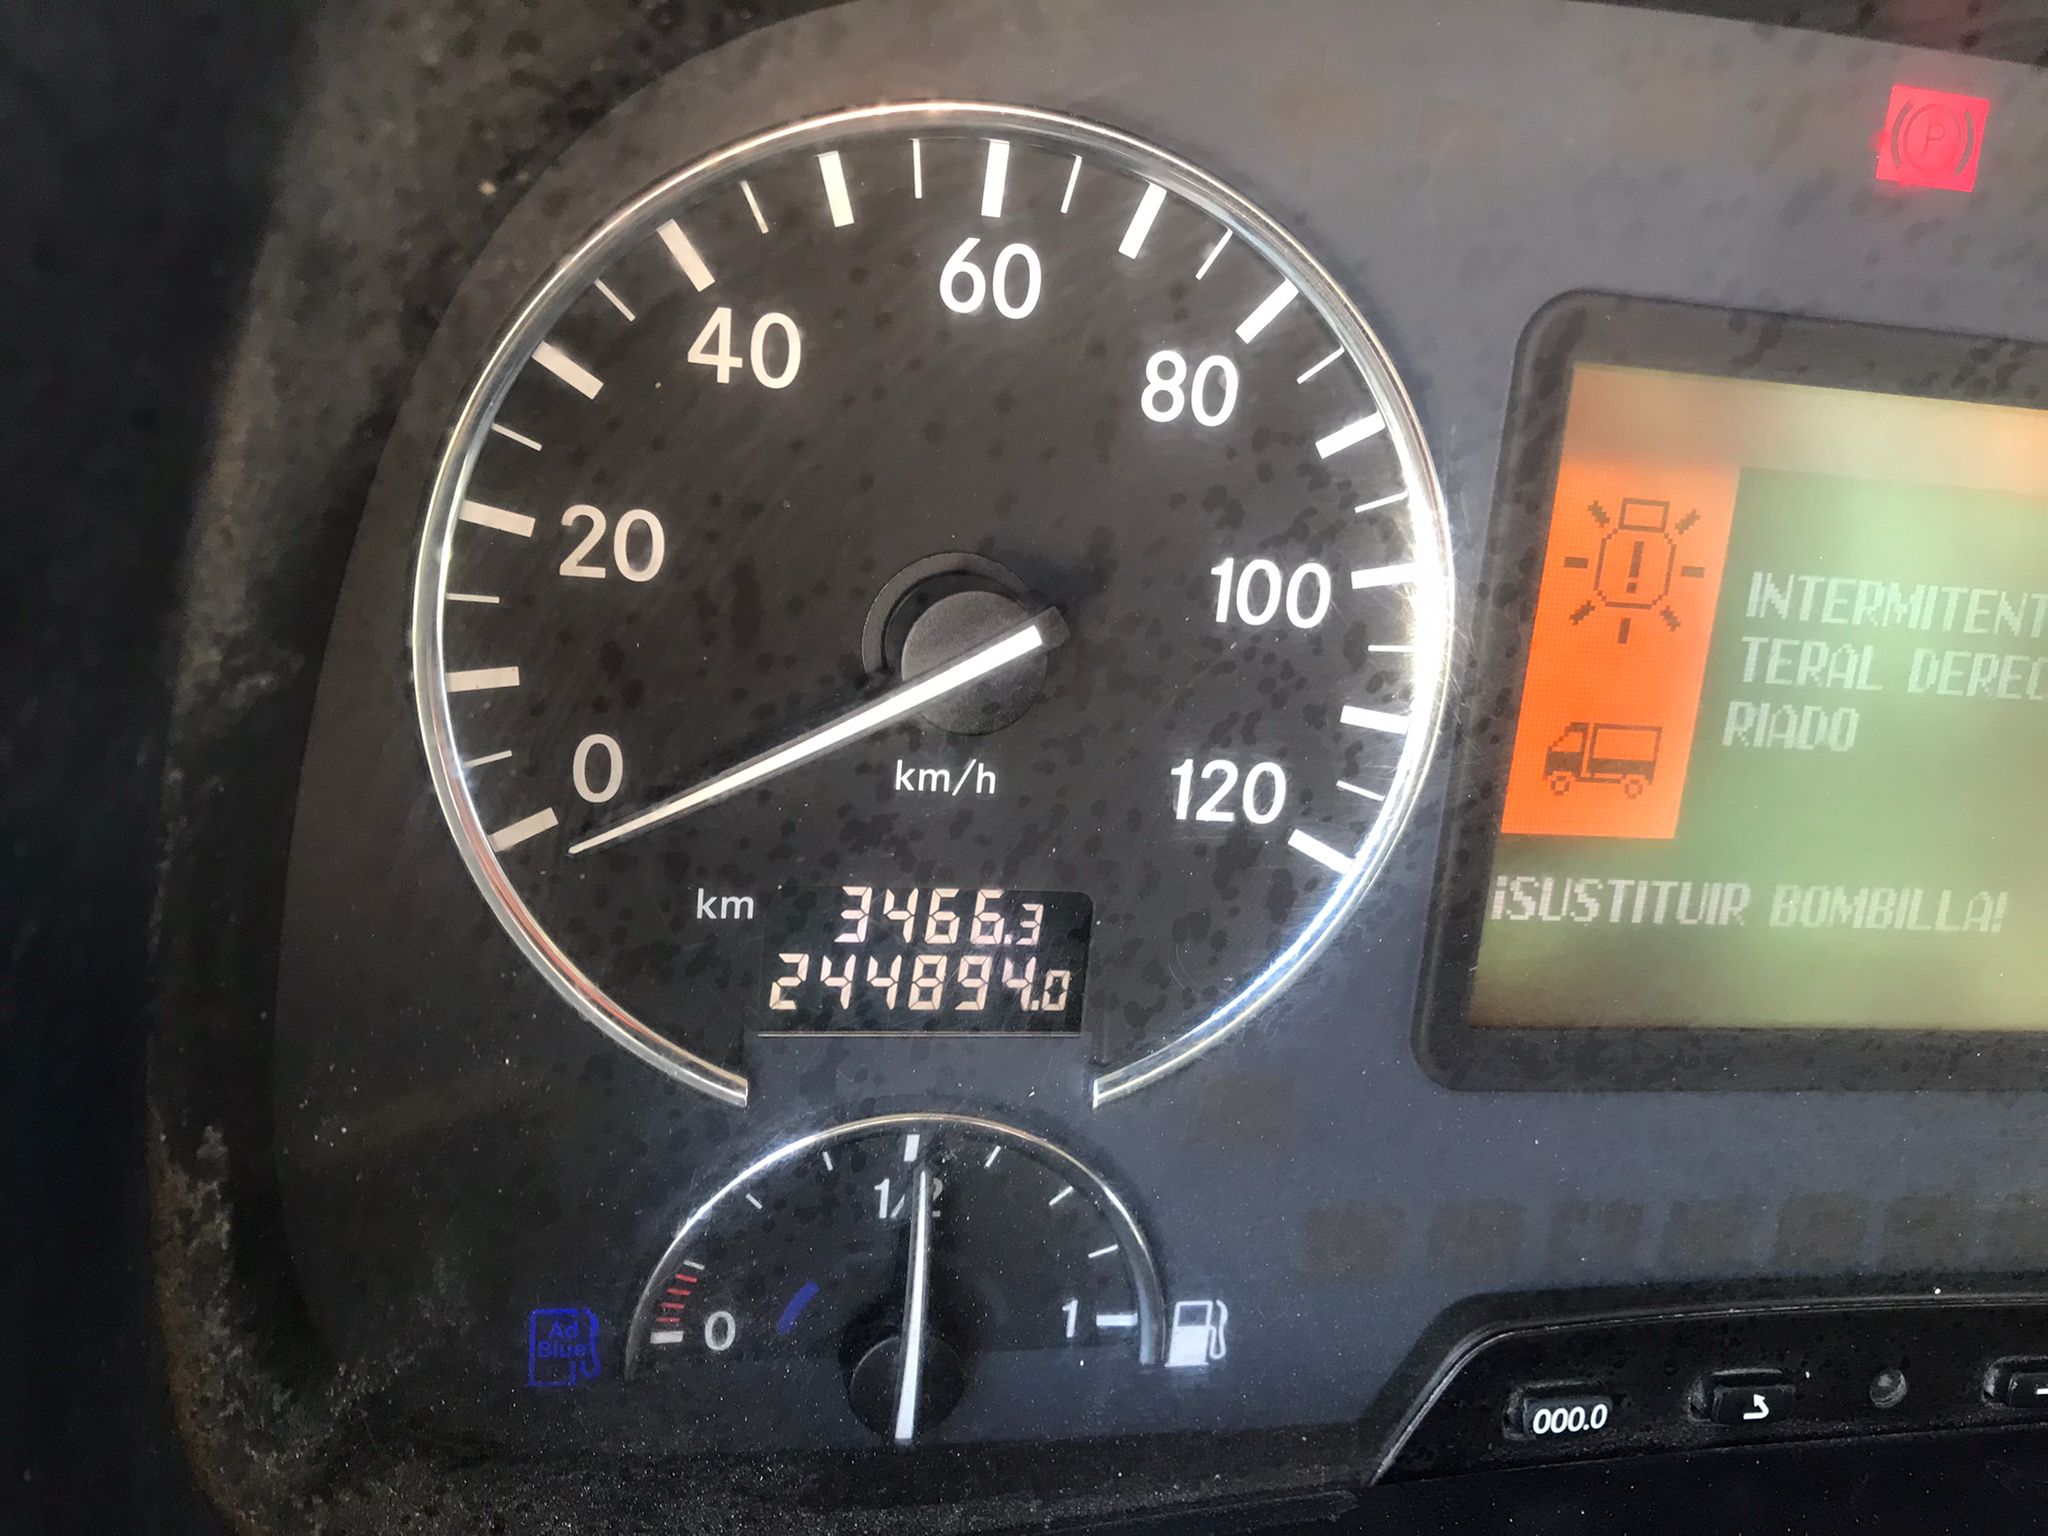 60
40
80
20
100
0
120
km/h
km
3466.3
244894.0
P
INTERMITENT
TERAL DEREC
RIADO
¡SUSTITUIR BOMBILLA!
1/2
0
1
Ad
Blue
000.0